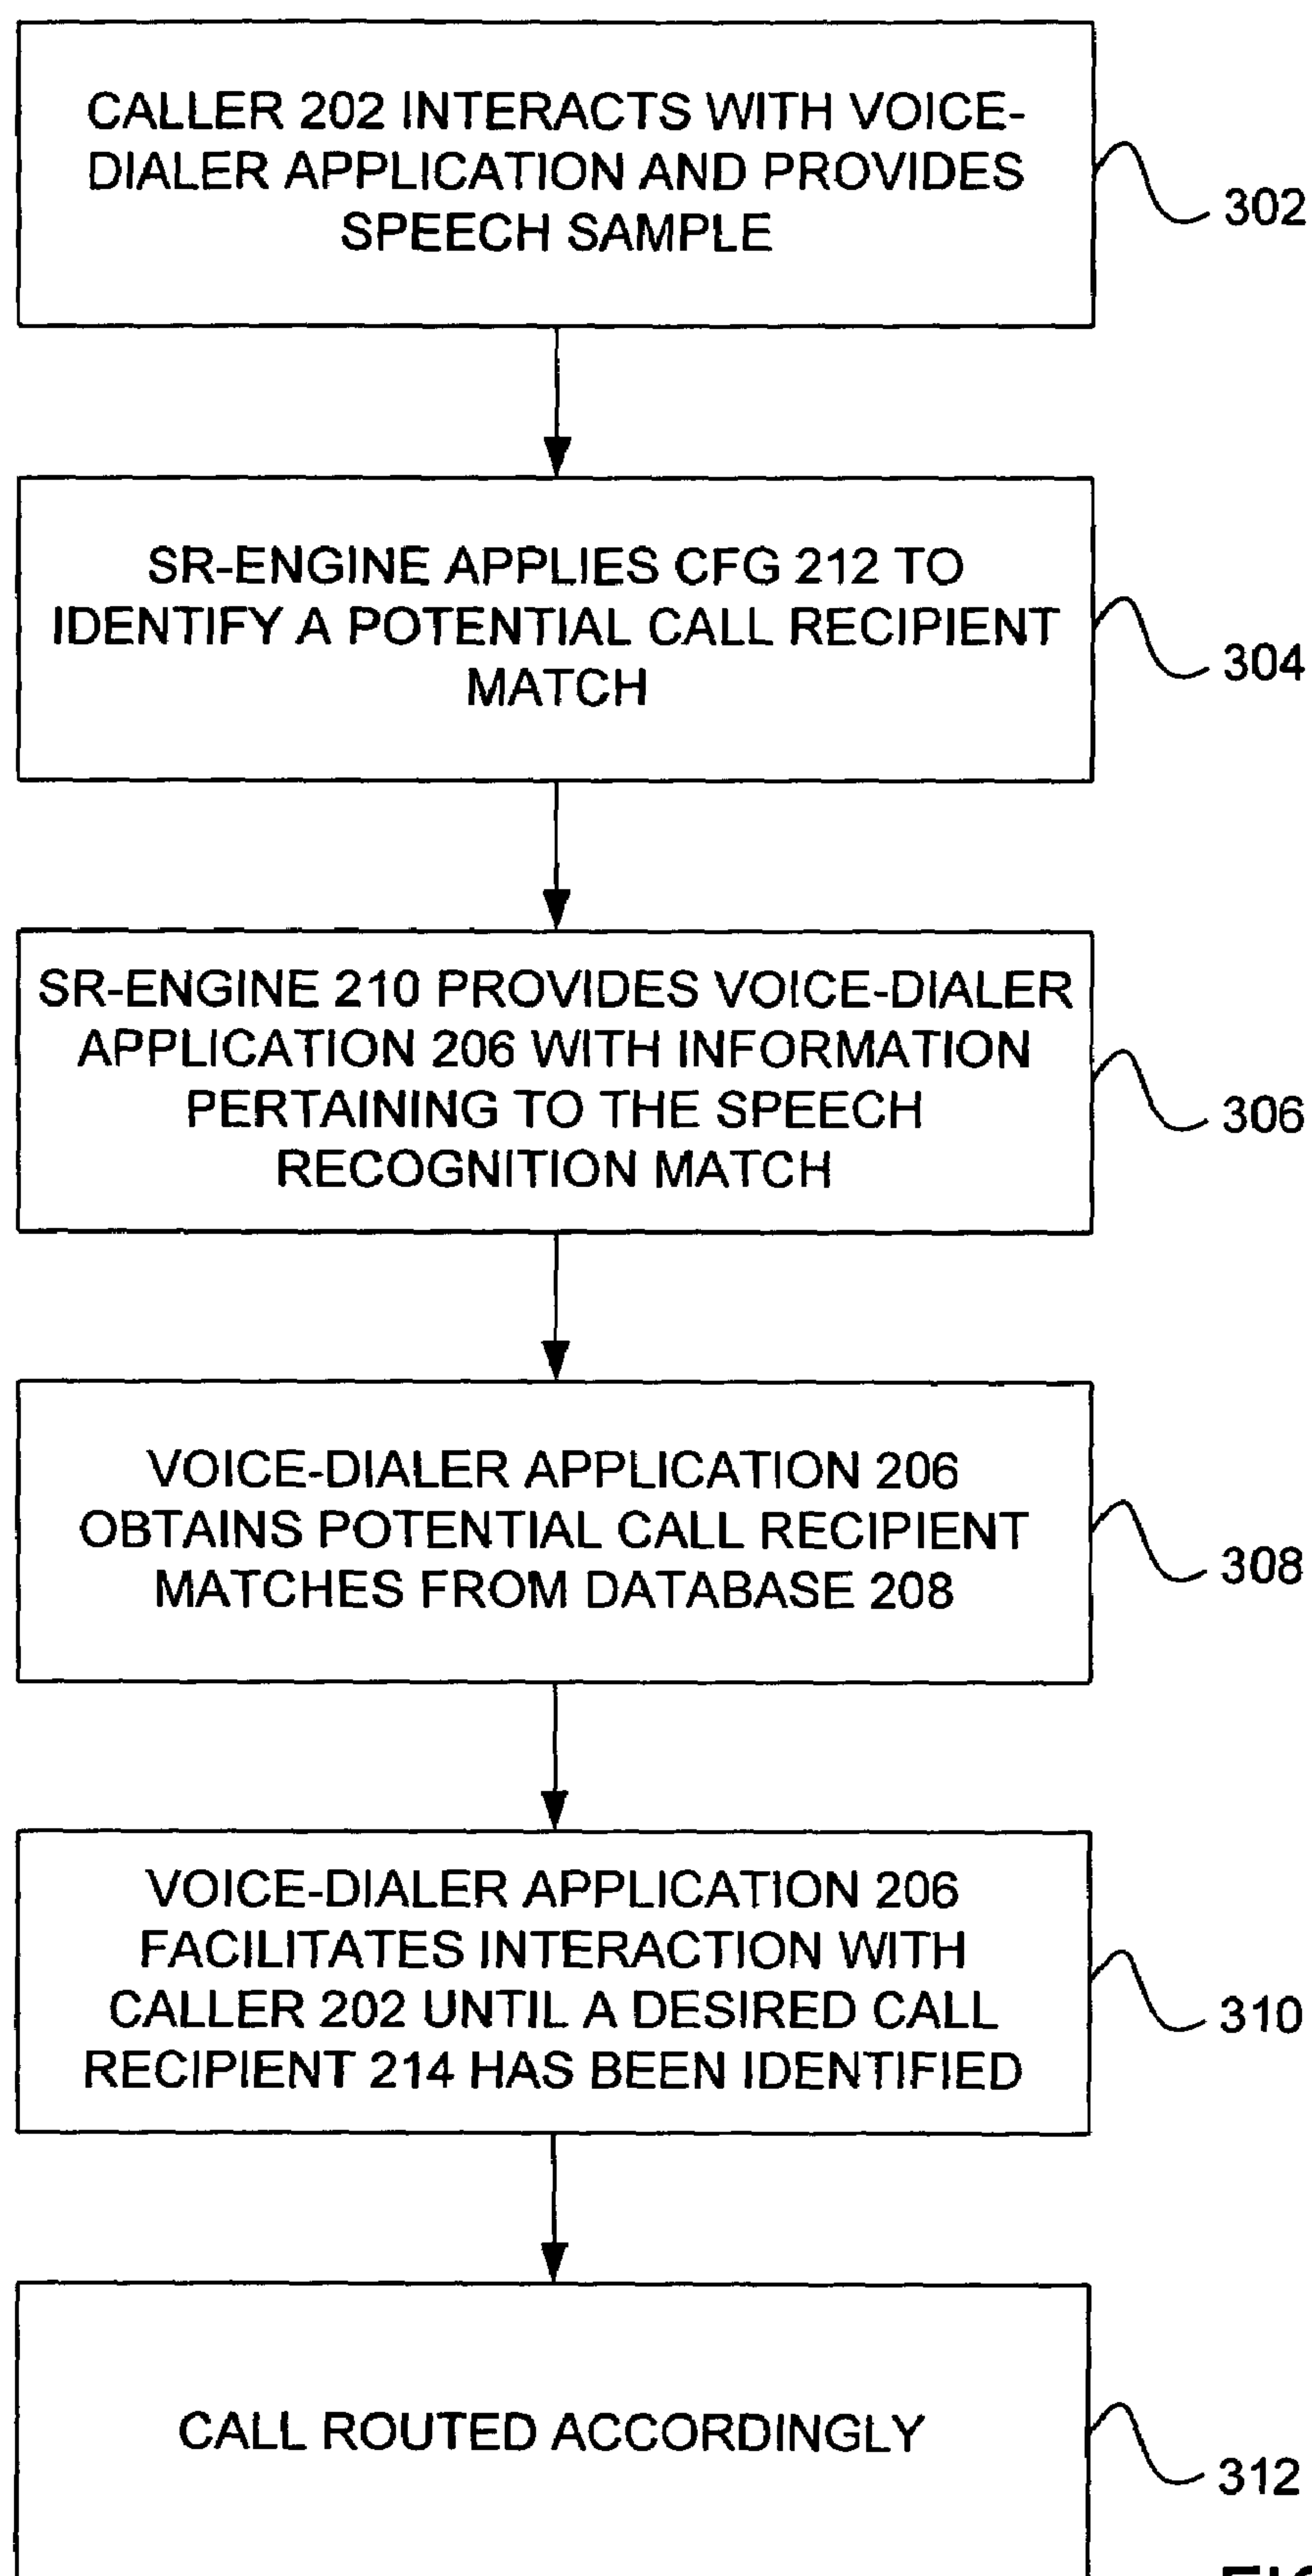 CALLER 202 INTERACTS WITH VOICE-
DIALER APPLICATION AND PROVIDES
SPEECH SAMPLE
302
SR-ENGINE APPLIES CFG 212 TO
IDENTIFY A POTENTIAL CALL RECIPIENT
MATCH
304
SR-ENGINE 210 PROVIDES VOICE-DIALER
APPLICATION 206 WITH INFORMATION
PERTAINING TO THE SPEECH
RECOGNITION MATCH
306
VOICE-DIALER APPLICATION 206
OBTAINS POTENTIAL CALL RECIPIENT
MATCHES FROM DATABASE 208
308
VOICE-DIALER APPLICATION 206
FACILITATES INTERACTION WITH
CALLER 202 UNTIL A DESIRED CALL
RECIPIENT 214 HAS BEEN IDENTIFIED
310
CALL ROUTED ACCORDINGLY
312